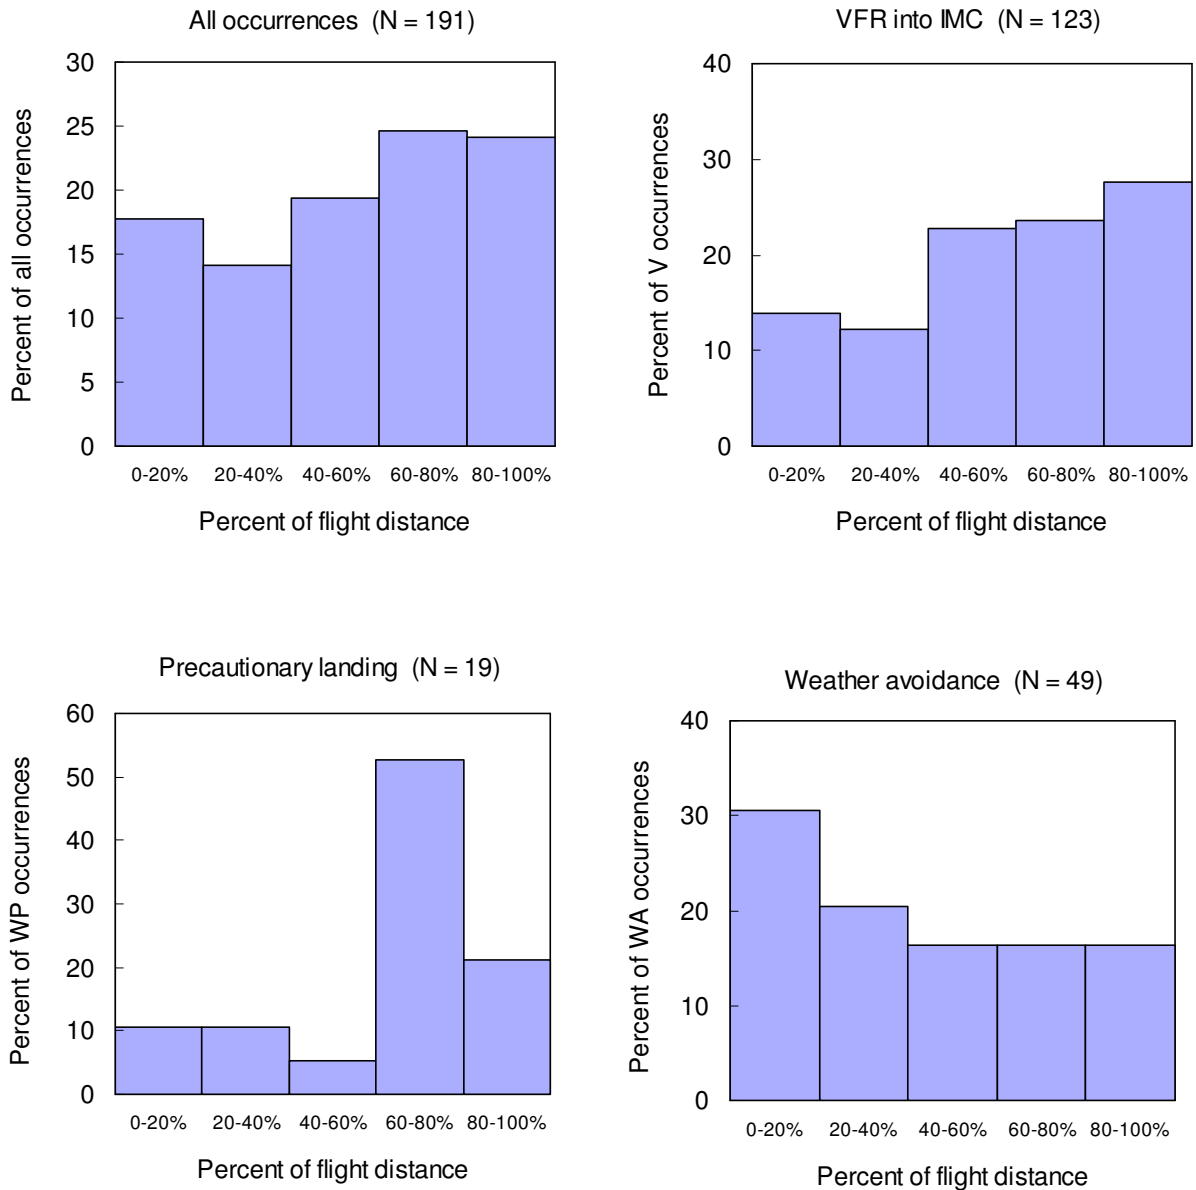 All occurrences (N = 191)
Percent of all occurrences
30
25
20
15
10
5
0
0-20% 20-40% 40-60% 60-80% 80-100%
Percent of flight distance
VFR into IMC (N = 123)
Percent of V occurrences
40
30
20
10
0
0-20% 20-40% 40-60% 60-80% 80-100%
Percent of flight distance
Precautionary landing (N = 19)
Percent of WP occurrences
60
50
40
30
20
10
0
0-20% 20-40% 40-60% 60-80% 80-100%
Percent of flight distance
Weather avoidance (N = 49)
Percent of WA occurrences
40
30
20
10
0
0-20% 20-40% 40-60% 60-80% 80-100%
Percent of flight distance